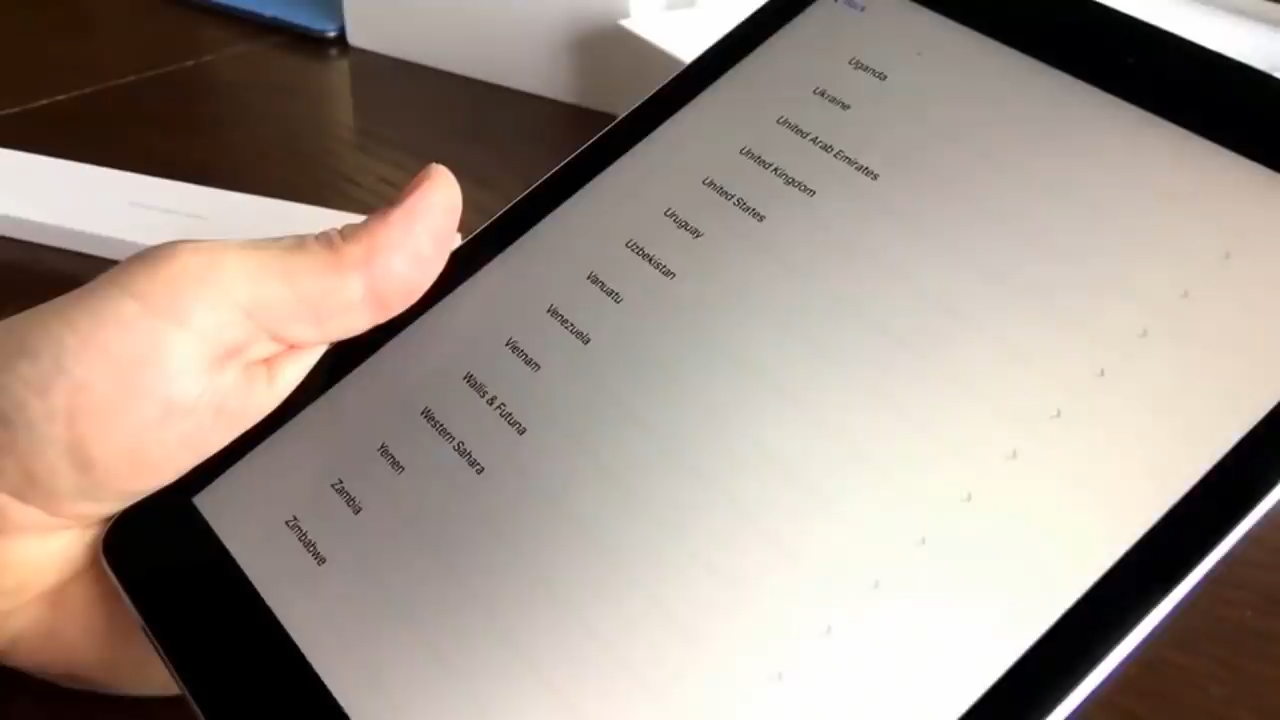 Back
Uganda
Ukraine
United Arab Emirates
United Kingdom
United States
Uruguay
Uzbekistan
Vanuatu
Venezuela
Vietnam
Wallis & Futuna
Western Sahara
Yemen
Zambia
Zimbabwe